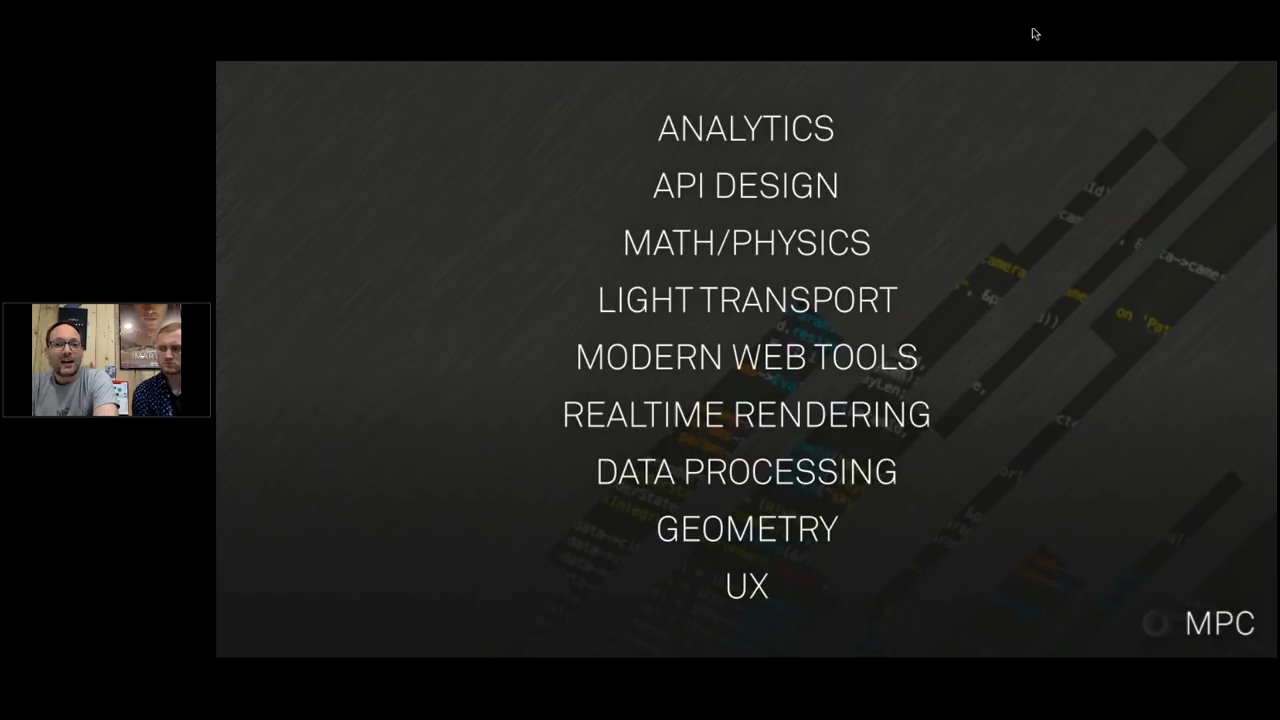 ANALYTICS
API DESIGN
MATH/PHYSICS
LIGHT TRANSPORT
MODERN WEB TOOLS
REALTIME RENDERING
DATA PROCESSING
GEOMETRY
UX
MPC